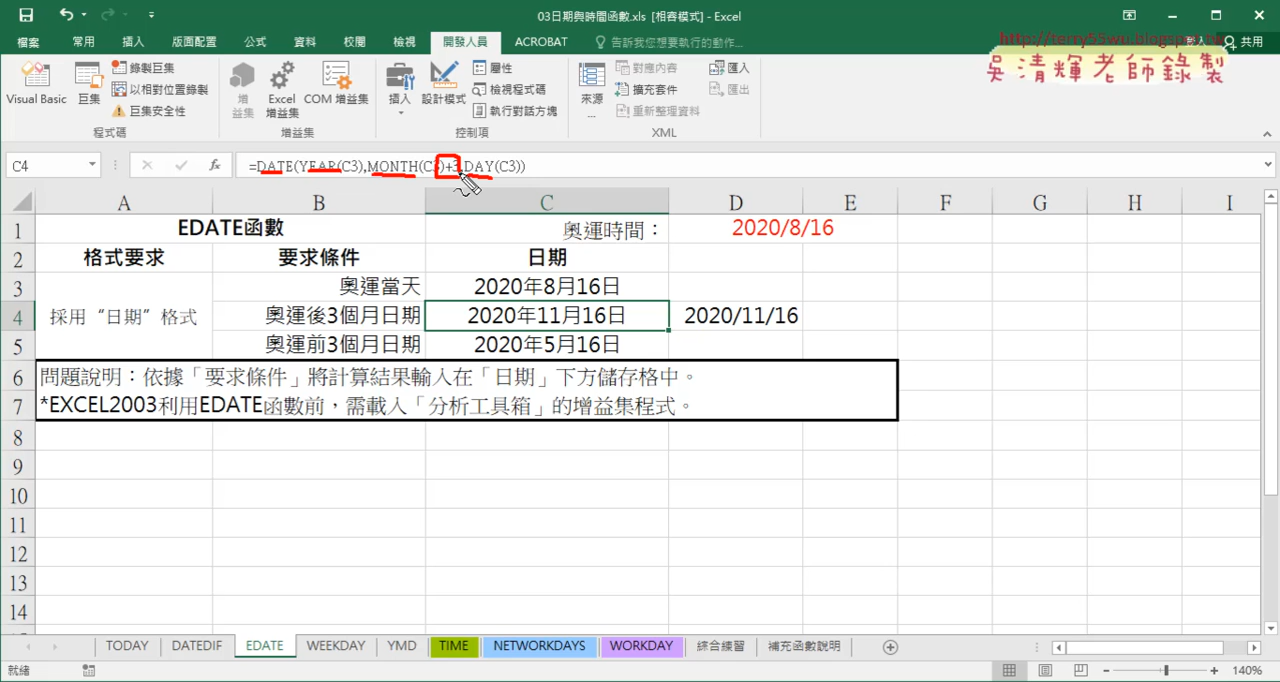 03日期與時間函數.xls [相容模式] - Excel
檔案 常用 插入 版面配置 公式 資料 校閱 檢視 開發人員 ACROBAT 告訴我您想要執行的動作... 共用
http://terry55wu.blogspot.tw
吳清輝老師錄製
Visual Basic 巨集 錄製巨集 以相對位置錄製 巨集安全性 程式碼
增益集 Excel 增益集 COM 增益集 增益集
插入 設計模式 屬性 檢視程式碼 執行對話方塊 控制項
來源... 對應內容 擴充套件 重新整理資料 匯入 匯出 XML
C4 fx =DATE(YEAR(C3),MONTH(C3)+3,DAY(C3))
A B C D E F G H I
1 EDATE函數 奧運時間： 2020/8/16
2 格式要求 要求條件 日期
3 奧運當天 2020年8月16日
4 採用“日期”格式 奧運後3個月日期 2020年11月16日 2020/11/16
5 奧運前3個月日期 2020年5月16日
6 問題說明：依據「要求條件」將計算結果輸入在「日期」下方儲存格中。
7 *EXCEL2003利用EDATE函數前，需載入「分析工具箱」的增益集程式。
8
9
10
11
12
13
14
TODAY DATEDIF EDATE WEEKDAY YMD TIME NETWORKDAYS WORKDAY 綜合練習 補充函數說明
就緒 140%